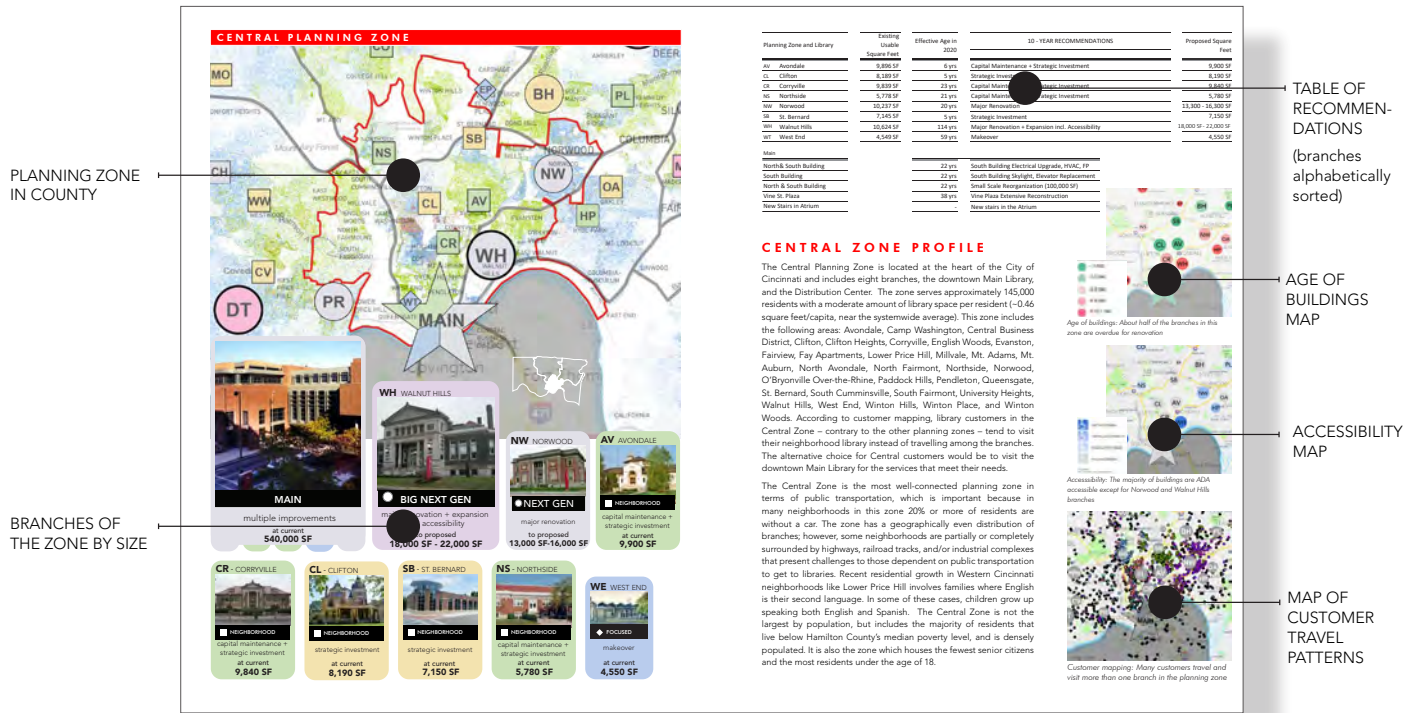 CENTRAL PLANNING ZONE
MO
BH
PL
SB
NS
NORWOOD
NW
CH
WW
CL
AV
OA
HP
CR
WH
CV
PR
DT
MAIN
PLANNING ZONE
IN COUNTY
BRANCHES OF
THE ZONE BY SIZE
MAIN
multiple improvements
at current
540,000 SF
WH WALNUT HILLS
BIG NEXT GEN
major renovation + expansion
accessibility
to proposed
18,000 SF - 22,000 SF
NW NORWOOD
NEXT GEN
major renovation
to proposed
13,000 SF-16,000 SF
AV AVONDALE
NEIGHBORHOOD
capital maintenance +
strategic investment
at current
9,900 SF
CR - CORRYVILLE
NEIGHBORHOOD
capital maintenance +
strategic investment
at current
9,840 SF
CL - CLIFTON
NEIGHBORHOOD
strategic investment
at current
8,190 SF
SB - ST. BERNARD
NEIGHBORHOOD
strategic investment
at current
7,150 SF
NS - NORTHSIDE
NEIGHBORHOOD
capital maintenance +
strategic investment
at current
5,780 SF
WE WEST END
FOCUSED
makeover
at current
4,550 SF
Planning Zone and Library Existing Usable Square Feet Effective Age in 2020 10 - YEAR RECOMMENDATIONS Proposed Square Feet
AV Avondale 9,896 SF 6 yrs Capital Maintenance + Strategic Investment 9,900 SF
CL Clifton 8,189 SF 5 yrs Strategic 8,190 SF
CR Corryville 9,839 SF 23 yrs Capital Strategic Investment 9,840 SF
NS Northside 5,778 SF 21 yrs Capital Strategic Investment 5,780 SF
NW Norwood 10,237 SF 20 yrs Major Renovation 13,300 - 16,300 SF
SB St. Bernard 7,145 SF 5 yrs Strategic Investment 7,150 SF
WH Walnut Hills 10,624 SF 114 yrs Major Renovation + Expansion incl. Accessibility 18,000 SF- 22,000 SF
WT West End 4,549 SF 59 yrs Makeover 4,550 SF
Main
North& South Building 22 yrs South Building Electrical Upgrade, HVAC, FP
South Building 22 yrs South Building Skylight, Elevator Replacement
North & South Building 22 yrs Small Scale Reorganization (100,000 SF)
Vine St. Plaza 38 yrs Vine Plaza Extensive Reconstruction
New Stairs in Atrium - New stairs in the Atrium
CENTRAL ZONE PROFILE
The Central Planning Zone is located at the heart of the City of
Cincinnati and includes eight branches, the downtown Main Library,
and the Distribution Center. The zone serves approximately 145,000
residents with a moderate amount of library space per resident (~0.46
square feet/capita, near the systemwide average). This zone includes
the following areas: Avondale, Camp Washington, Central Business
District, Clifton, Clifton Heights, Corryville, English Woods, Evanston,
Fairview, Fay Apartments, Lower Price Hill, Millvale, Mt. Adams, Mt.
Auburn, North Avondale, North Fairmont, Northside, Norwood,
O'Bryonville Over-the-Rhine, Paddock Hills, Pendleton, Queensgate,
St. Bernard, South Cumminsville, South Fairmont, University Heights,
Walnut Hills, West End, Winton Hills, Winton Place, and Winton
Woods. According to customer mapping, library customers in the
Central Zone – contrary to the other planning zones – tend to visit
their neighborhood library instead of travelling among the branches.
The alternative choice for Central customers would be to visit the
downtown Main Library for the services that meet their needs.
The Central Zone is the most well-connected planning zone in
terms of public transportation, which is important because in
many neighborhoods in this zone 20% or more of residents are
without a car. The zone has a geographically even distribution of
branches; however, some neighborhoods are partially or completely
surrounded by highways, railroad tracks, and/or industrial complexes
that present challenges to those dependent on public transportation
to get to libraries. Recent residential growth in Western Cincinnati
neighborhoods like Lower Price Hill involves families where English
is their second language. In some of these cases, children grow up
speaking both English and Spanish. The Central Zone is not the
largest by population, but includes the majority of residents that
live below Hamilton County's median poverty level, and is densely
populated. It is also the zone which houses the fewest senior citizens
and the most residents under the age of 18.
Age of buildings: About half of the branches in this
zone are overdue for renovation
Accesssibility: The majority of buildings are ADA
accessible except for Norwood and Walnut Hills
branches
Customer mapping: Many customers travel and
visit more than one branch in the planning zone
TABLE OF
RECOMMEN-
DATIONS
(branches
alphabetically
sorted)
AGE OF
BUILDINGS
MAP
ACCESSIBILITY
MAP
MAP OF
CUSTOMER
TRAVEL
PATTERNS